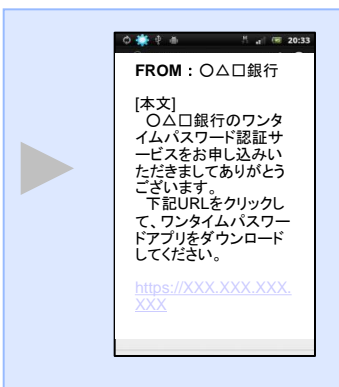 20:33
FROM：〇△□銀行
[本文]
　〇△□銀行のワンタ
イムパスワード認証サ
ービスをお申し込みい
ただきましてありがとう
ございます。
　下記URLをクリックし
て、ワンタイムパスワー
ドアプリをダウンロード
してください。
https://XXX.XXX.XXX.
XXX